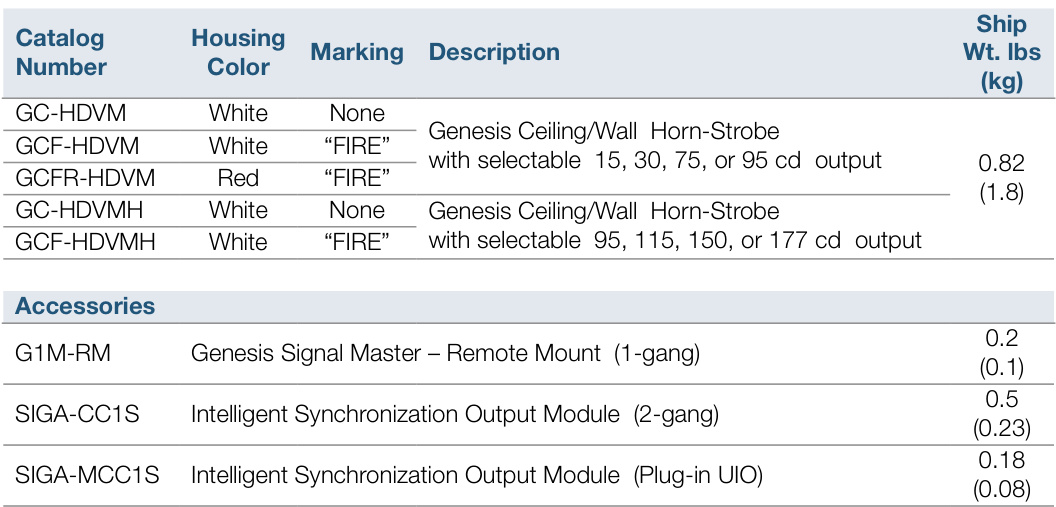 Catalog Number Housing Color Marking Description Ship Wt. lbs (kg)
GC-HDVM White None
GCF-HDVM White “FIRE”
GCFR-HDVM Red “FIRE”
Genesis Ceiling/Wall Horn-Strobe
with selectable 15, 30, 75, or 95 cd output
GC-HDVMH White None
GCF-HDVMH White “FIRE”
Genesis Ceiling/Wall Horn-Strobe
with selectable 95, 115, 150, or 177 cd output
0.82
(1.8)
Accessories
G1M-RM Genesis Signal Master – Remote Mount (1-gang) 0.2 (0.1)
SIGA-CC1S Intelligent Synchronization Output Module (2-gang) 0.5 (0.23)
SIGA-MCC1S Intelligent Synchronization Output Module (Plug-in UIO) 0.18 (0.08)